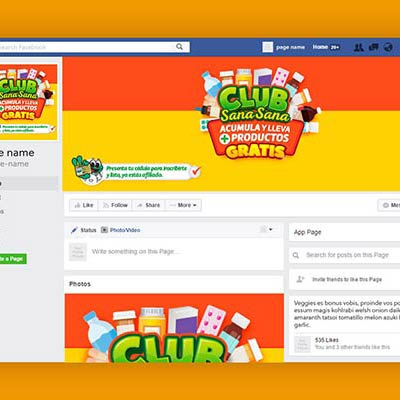 Search Facebook
page name
Home 20+
CLUB
Sana Sana
ACUMULA Y LLEVA
+ PRODUCTOS
GRATIS
CLUB
Sana Sana
ACUMULA Y LLEVA
+ PRODUCTOS
GRATIS
Presenta tu cédula para inscribirte
y lista, ya estás afiliado.
e name
e-name
Like
Follow
Share
More
Mes
Status
Photo/Video
Write something on this Page...
App Page
Search for posts on this Page
Invite friends to like this Page
e a Page
Photos
Veggies es bonus vobis, proinde vos po
essum magis kohlrabi welsh onion daik
amaranth tatsoi tomatillo melon azuki b
garlic.
535 Likes
You and 3 other friends like this
CLUB